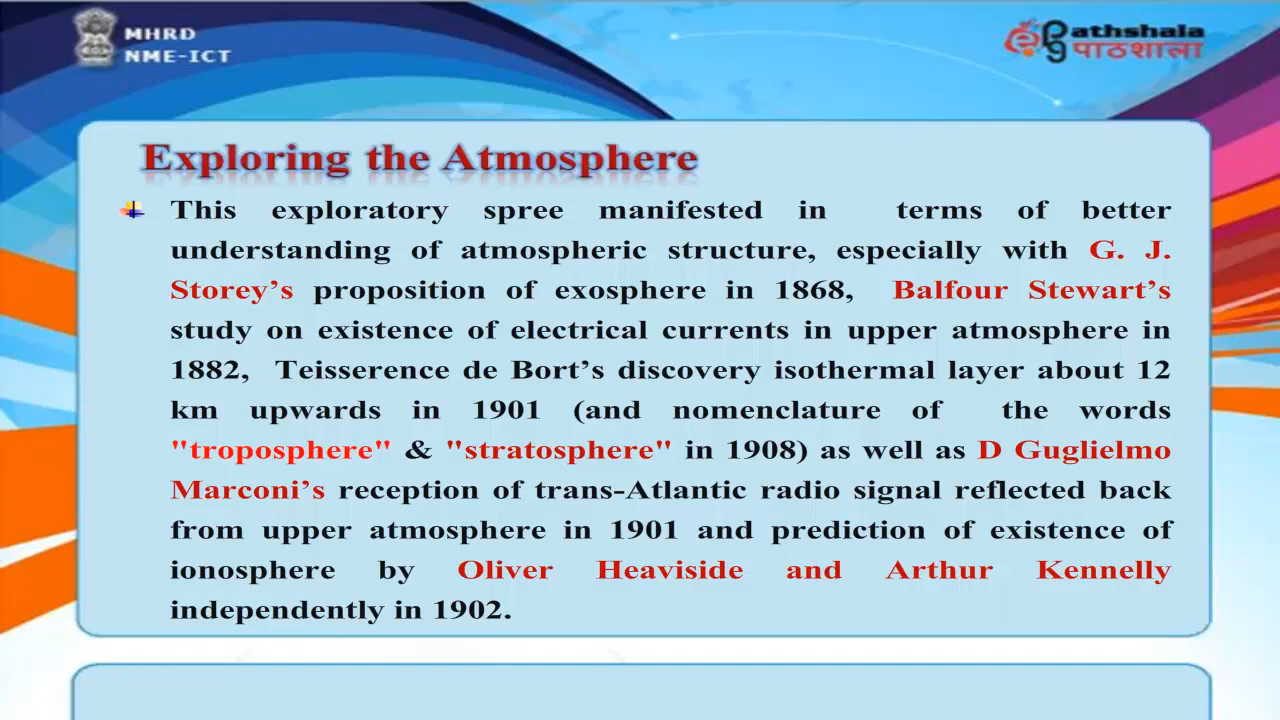 MHRD
NME-ICT
ePG athshala
पाठशाला
Exploring the Atmosphere
This exploratory spree manifested in terms of better
understanding of atmospheric structure, especially with G. J.
Storey’s proposition of exosphere in 1868, Balfour Stewart’s
study on existence of electrical currents in upper atmosphere in
1882, Teisserence de Bort’s discovery isothermal layer about 12
km upwards in 1901 (and nomenclature of the words
"troposphere" & "stratosphere" in 1908) as well as D Guglielmo
Marconi’s reception of trans-Atlantic radio signal reflected back
from upper atmosphere in 1901 and prediction of existence of
ionosphere by Oliver Heaviside and Arthur Kennelly
independently in 1902.